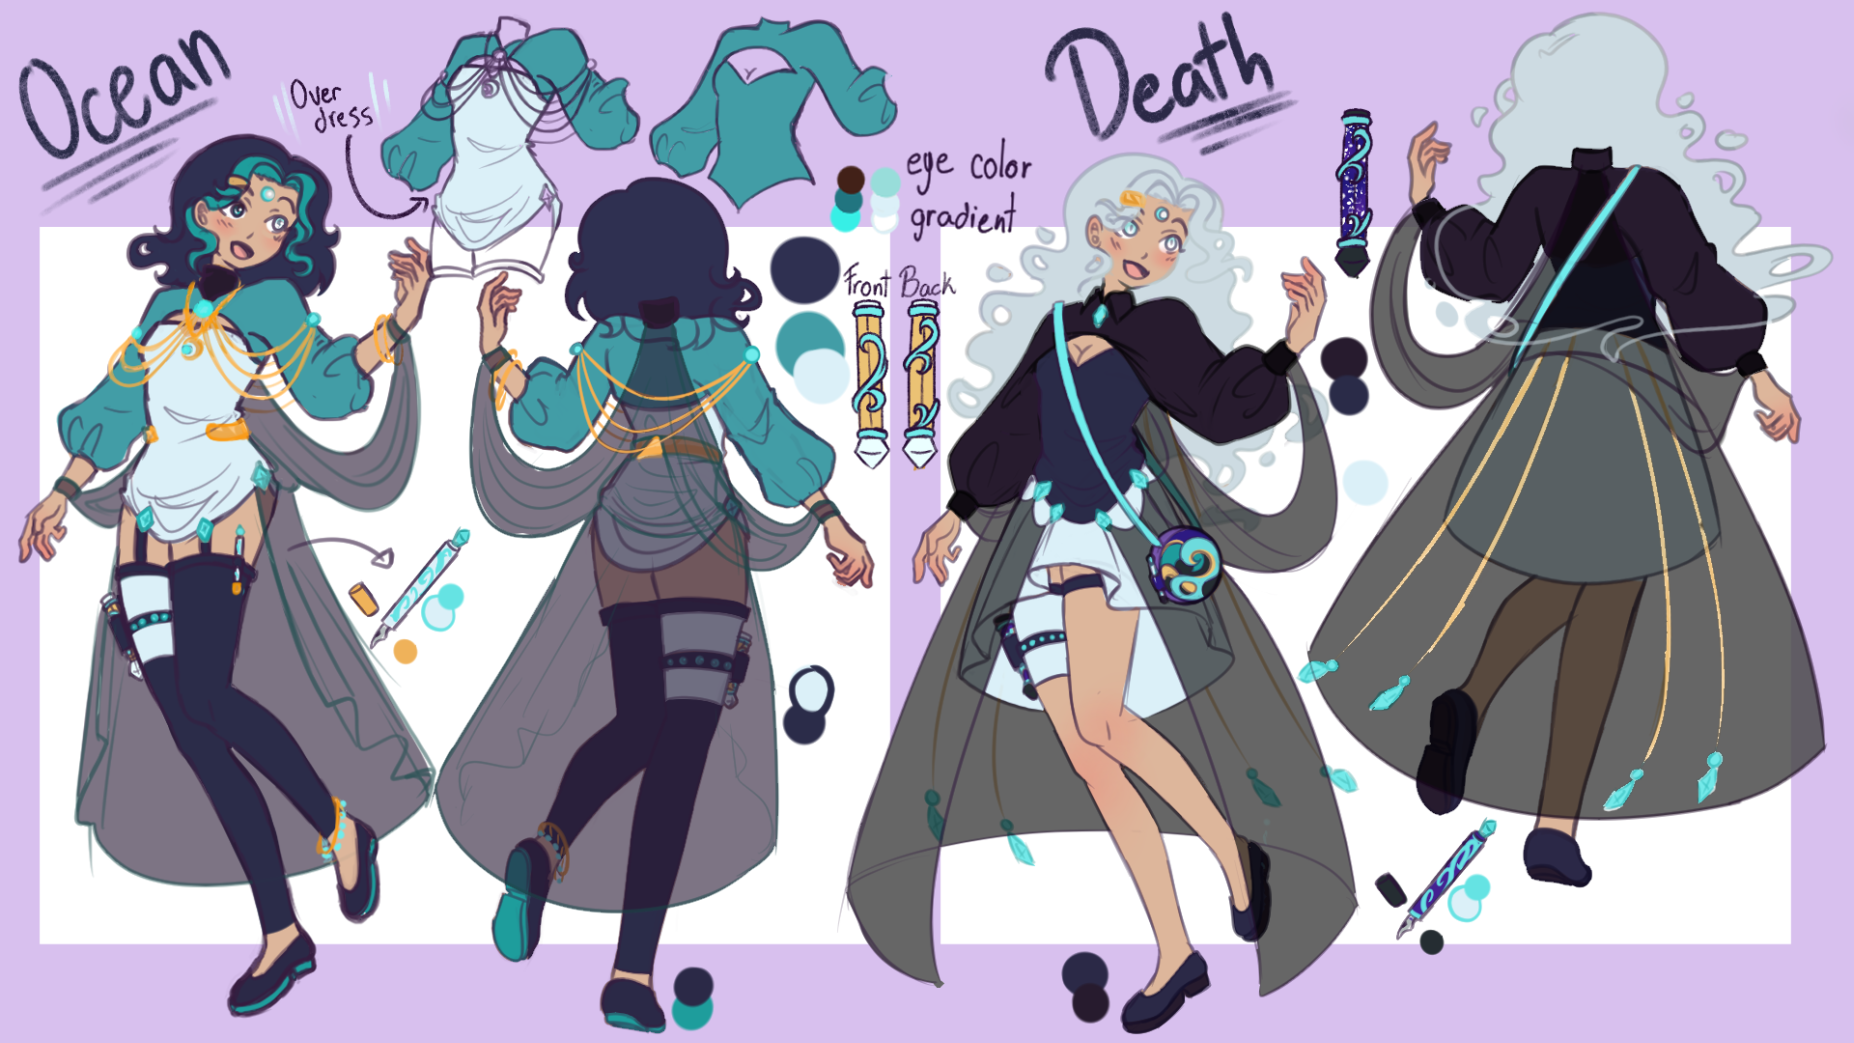 Ocean
Over
dress
Death
eye color
gradient
Front Back